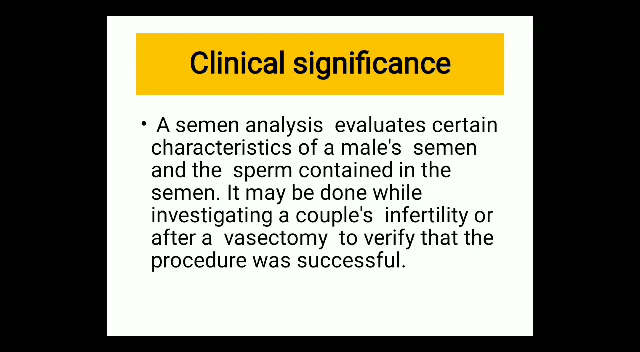 Clinical significance
• A semen analysis evaluates certain
characteristics of a male's semen
and the sperm contained in the
semen. It may be done while
investigating a couple's infertility or
after a vasectomy to verify that the
procedure was successful.